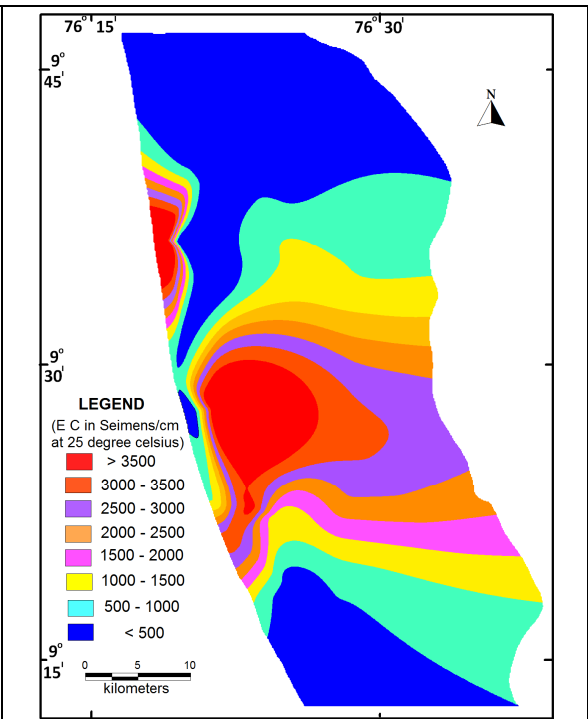 76° 15' 76° 30'
9°
45'
N
9°
30'
LEGEND
(E C in Seimens/cm
at 25 degree celsius)
> 3500
3000 - 3500
2500 - 3000
2000 - 2500
1500 - 2000
1000 - 1500
500 - 1000
< 500
9°
15'
0 5 10
kilometers